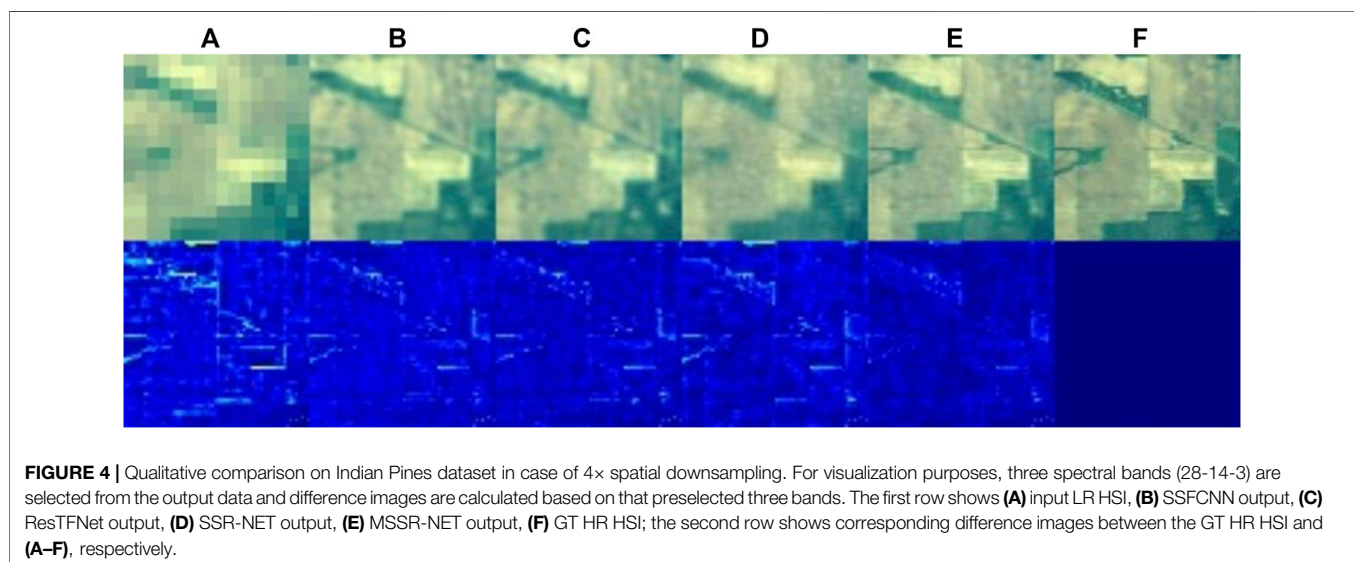 A B C D E F
FIGURE 4 | Qualitative comparison on Indian Pines dataset in case of 4× spatial downsampling. For visualization purposes, three spectral bands (28-14-3) are
selected from the output data and difference images are calculated based on that preselected three bands. The first row shows (A) input LR HSI, (B) SSFCNN output, (C)
ResTFNet output, (D) SSR-NET output, (E) MSSR-NET output, (F) GT HR HSI; the second row shows corresponding difference images between the GT HR HSI and
(A–F), respectively.